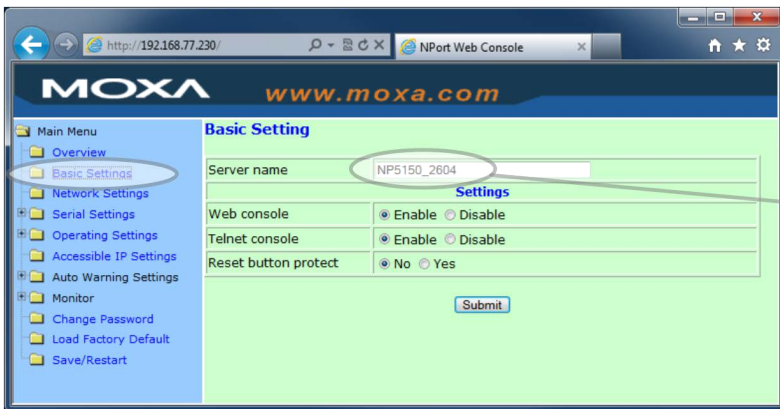 http://192.168.77.230/
NPort Web Console
MOXA
www.moxa.com
Main Menu
Overview
Basic Settings
Network Settings
Serial Settings
Operating Settings
Accessible IP Settings
Auto Warning Settings
Monitor
Change Password
Load Factory Default
Save/Restart
Basic Setting
Server name NP5150_2604
Settings
Web console Enable Disable
Telnet console Enable Disable
Reset button protect No Yes
Submit